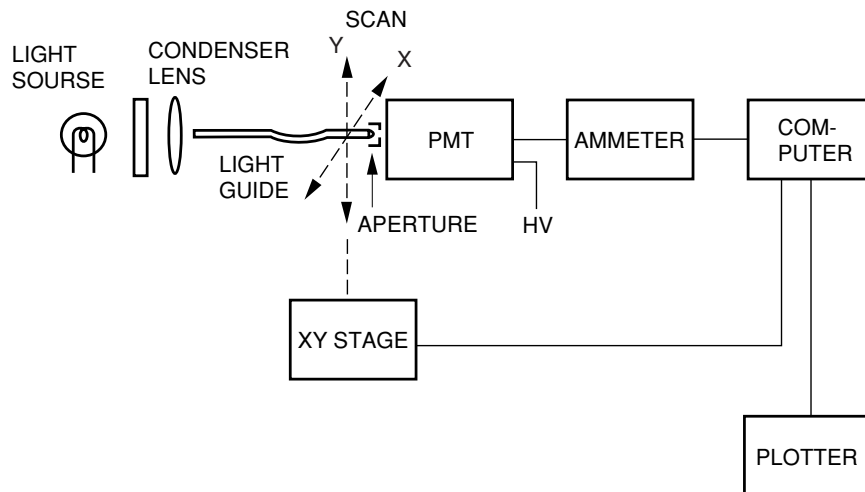 SCAN
LIGHT
SOURSE
CONDENSER
LENS
Y
X
LIGHT
GUIDE
APERTURE
PMT
HV
AMMETER
COM-
PUTER
XY STAGE
PLOTTER